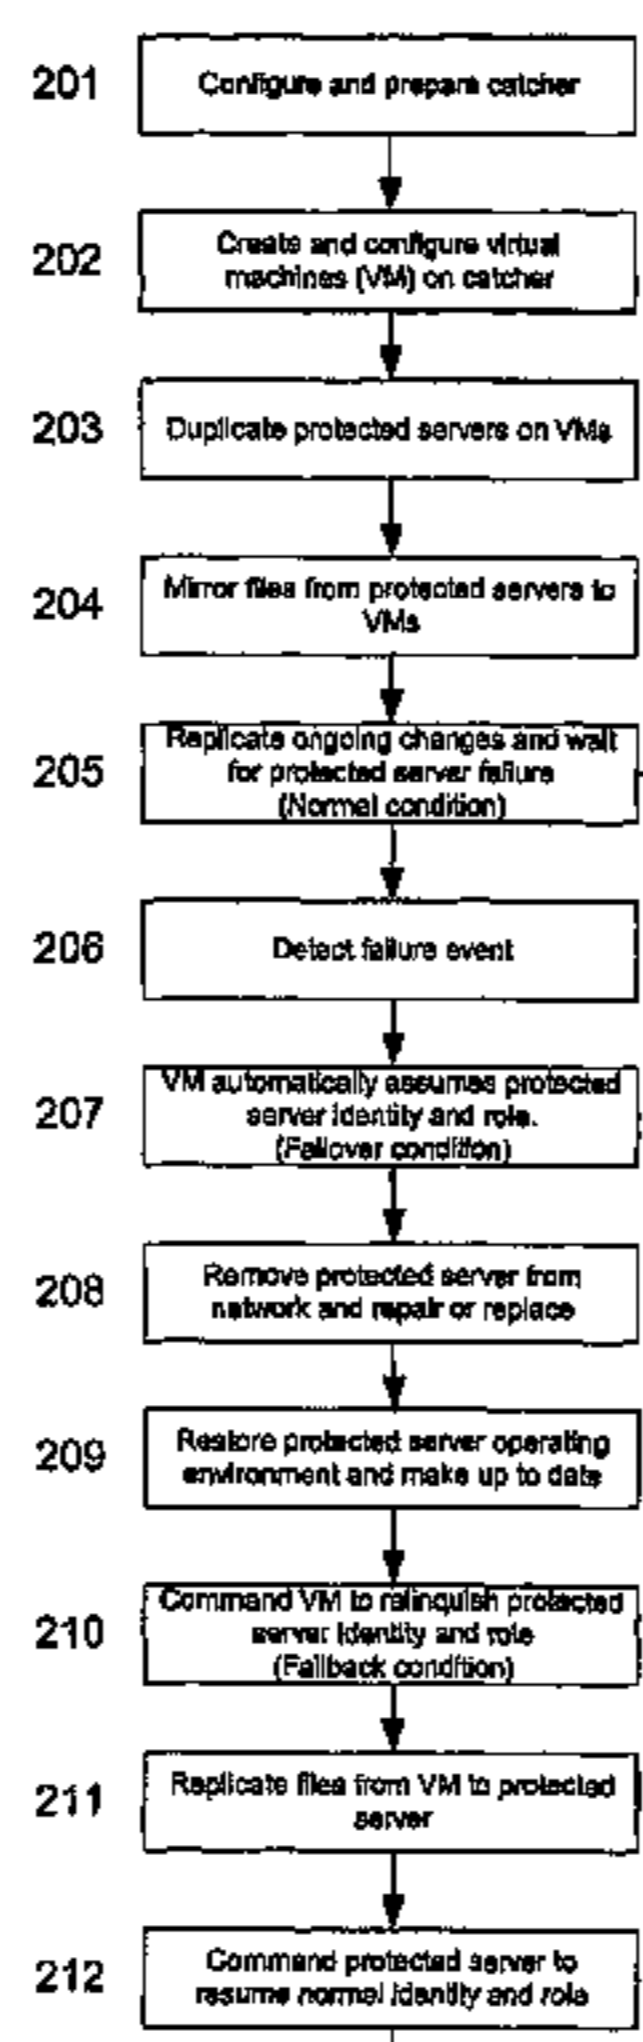 201
Configure and prepare catcher
202
Create and configure virtual
machines (VM) on catcher
203
Duplicate protected servers on VMs
204
Mirror files from protected servers to
VMs
205
Replicate ongoing changes and wait
for protected server failure
(Normal condition)
206
Detect failure event
207
VM automatically assumes protected
server identity and role.
(Failover condition)
208
Remove protected server from
network and repair or replace
209
Restore protected server operating
environment and make up to date
210
Command VM to relinquish protected
server identity and role
(Failback condition)
211
Replicate files from VM to protected
server
212
Command protected server to
resume normal identity and role